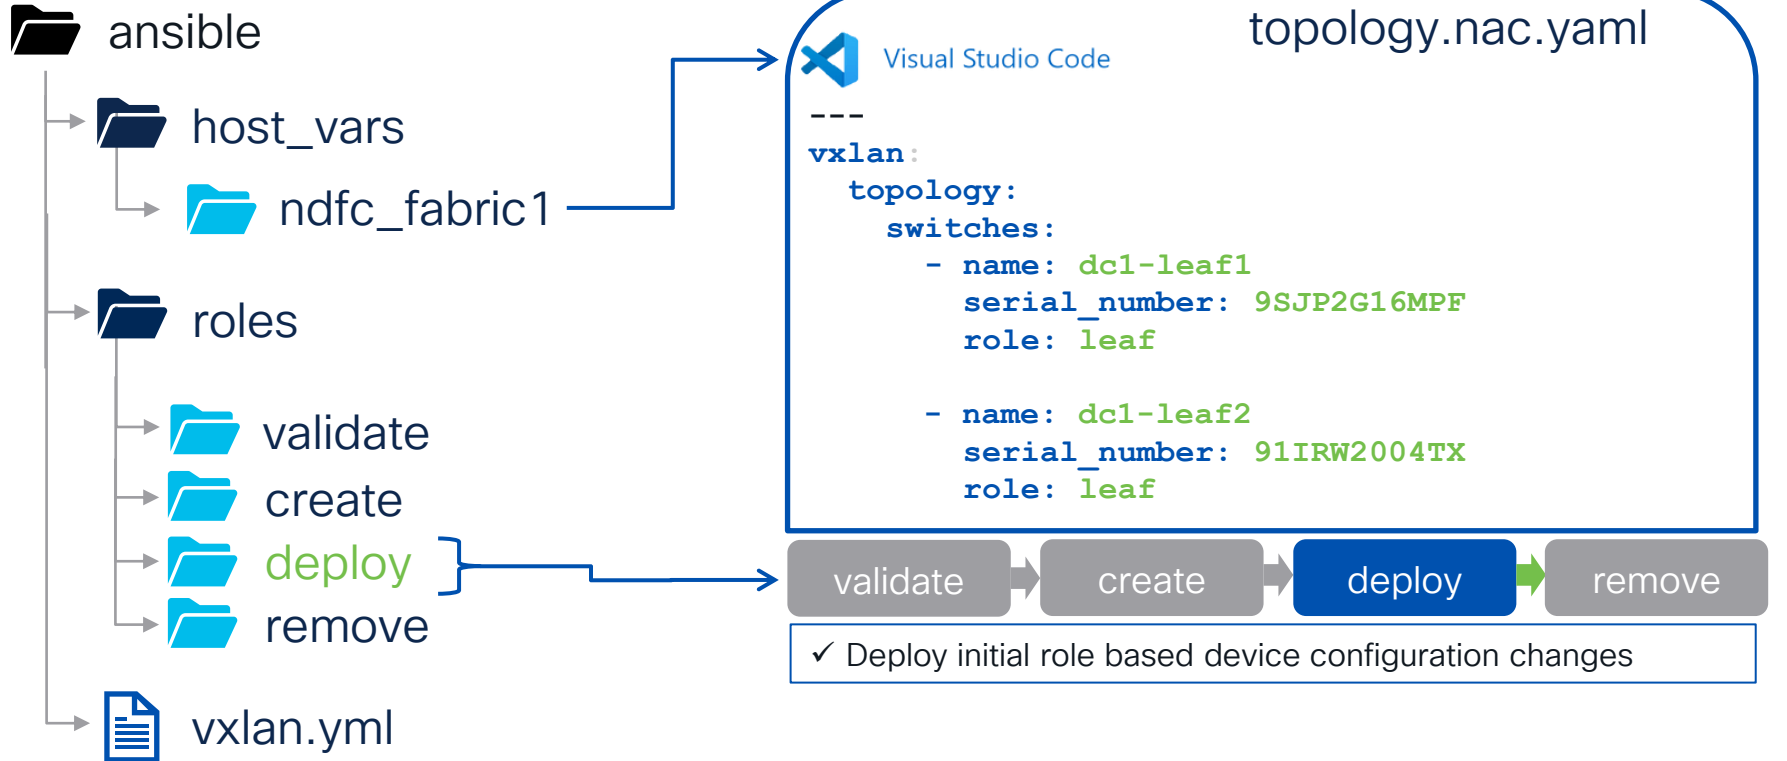 ansible
host_vars
ndfc_fabric1
roles
validate
create
deploy
remove
vxlan.yml
topology.nac.yaml
Visual Studio Code
---
vxlan:
  topology:
    switches:
      - name: dc1-leaf1
        serial_number: 9SJP2G16MPF
        role: leaf
      - name: dc1-leaf2
        serial_number: 91IRW2004TX
        role: leaf
validate create deploy remove
✓ Deploy initial role based device configuration changes